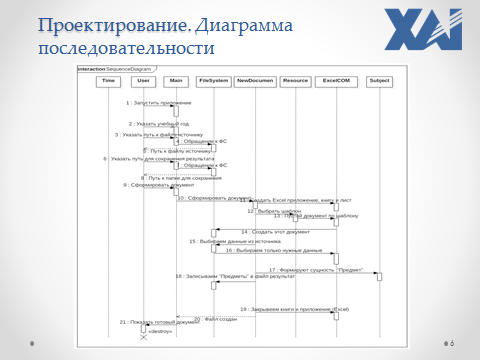 Проектирование. Диаграмма
последовательности
XAI
interaction SequenceDiagram
Time User Main FileSystem NewDocumen Resource ExcelCOM Subject
1 : Запустить приложение
2 : Указать учебный год
3 : Указать путь к файлу источнику
4 : Обращение к ФС
5 : Путь к файлу источнику
6 : Указать путь для сохранения результата
7 : Обращение к ФС
8 : Путь к папке для сохранения
9 : Сформировать документ
10 : Сформировать документ
11 : Создать Excel приложение, книгу и лист
12 : Выбрать шаблон
13 : Пустой документ по шаблону
14 : Создать этот документ
15 : Выбираем данные из источника
16 : Выбираем только нужные данные
17 : Формируют сущность "Предмет"
18 : Записываем "Предметы" в файл результат
19 : Закрываем книги и приложение (Excel)
20 : Файл создан
21 : Показать готовый документ
«destroy»
6